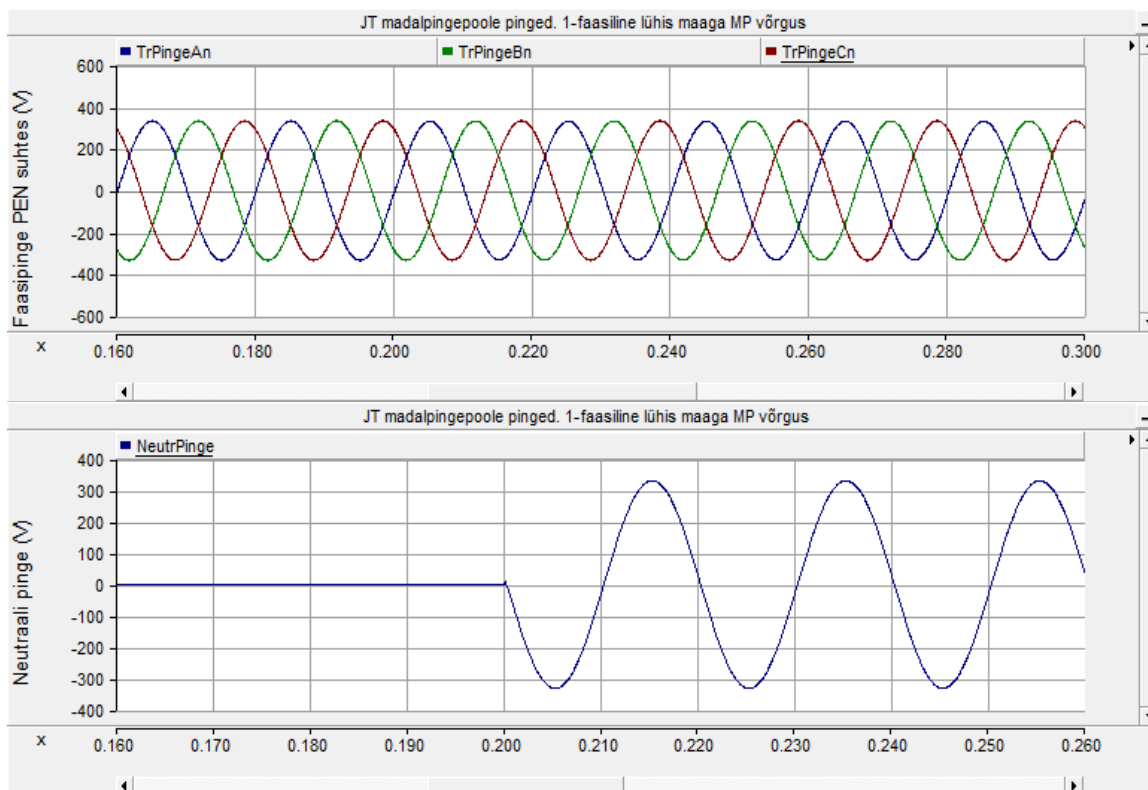 JT madalpingepoole pinged. 1-faasiline lühis maaga MP võrgus
TrPingeAn TrPingeBn TrPingeCn
Faasipinge PEN suhtes (V)
600
400
200
0
-200
-400
-600
x 0.160 0.180 0.200 0.220 0.240 0.260 0.280 0.300
JT madalpingepoole pinged. 1-faasiline lühis maaga MP võrgus
NeutrPinge
Neutraali pinge (V)
400
300
200
100
0
-100
-200
-300
-400
x 0.160 0.170 0.180 0.190 0.200 0.210 0.220 0.230 0.240 0.250 0.260